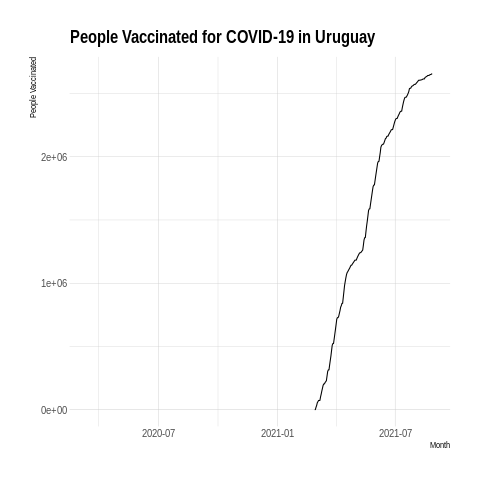 People Vaccinated for COVID-19 in Uruguay
People Vaccinated
2e+06
1e+06
0e+00
2020-07
2021-01
2021-07
Month